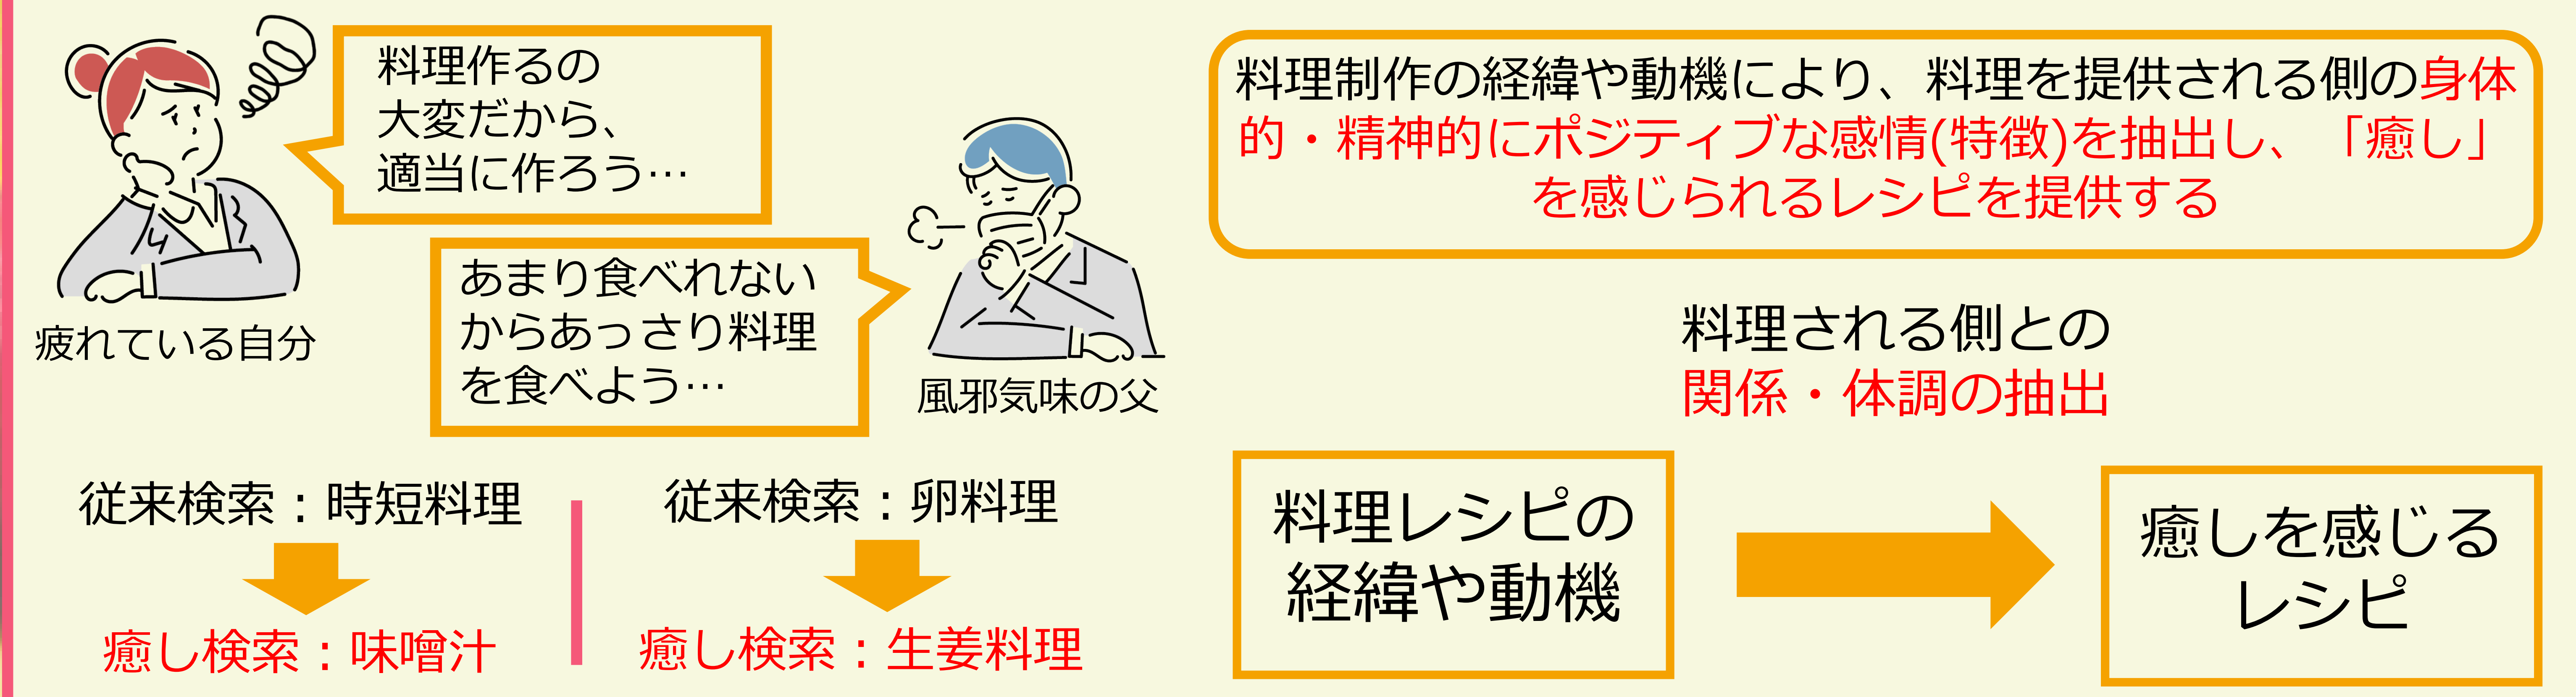 料理作るの
大変だから、
適当に作ろう…
疲れている自分
あまり食べれない
からあっさり料理
を食べよう…
風邪気味の父
従来検索：時短料理
癒し検索：味噌汁
従来検索：卵料理
癒し検索：生姜料理
料理制作の経緯や動機により、料理を提供される側の身体
的・精神的にポジティブな感情(特徴)を抽出し、「癒し」
を感じられるレシピを提供する
料理される側との
関係・体調の抽出
料理レシピの
経緯や動機
癒しを感じる
レシピ